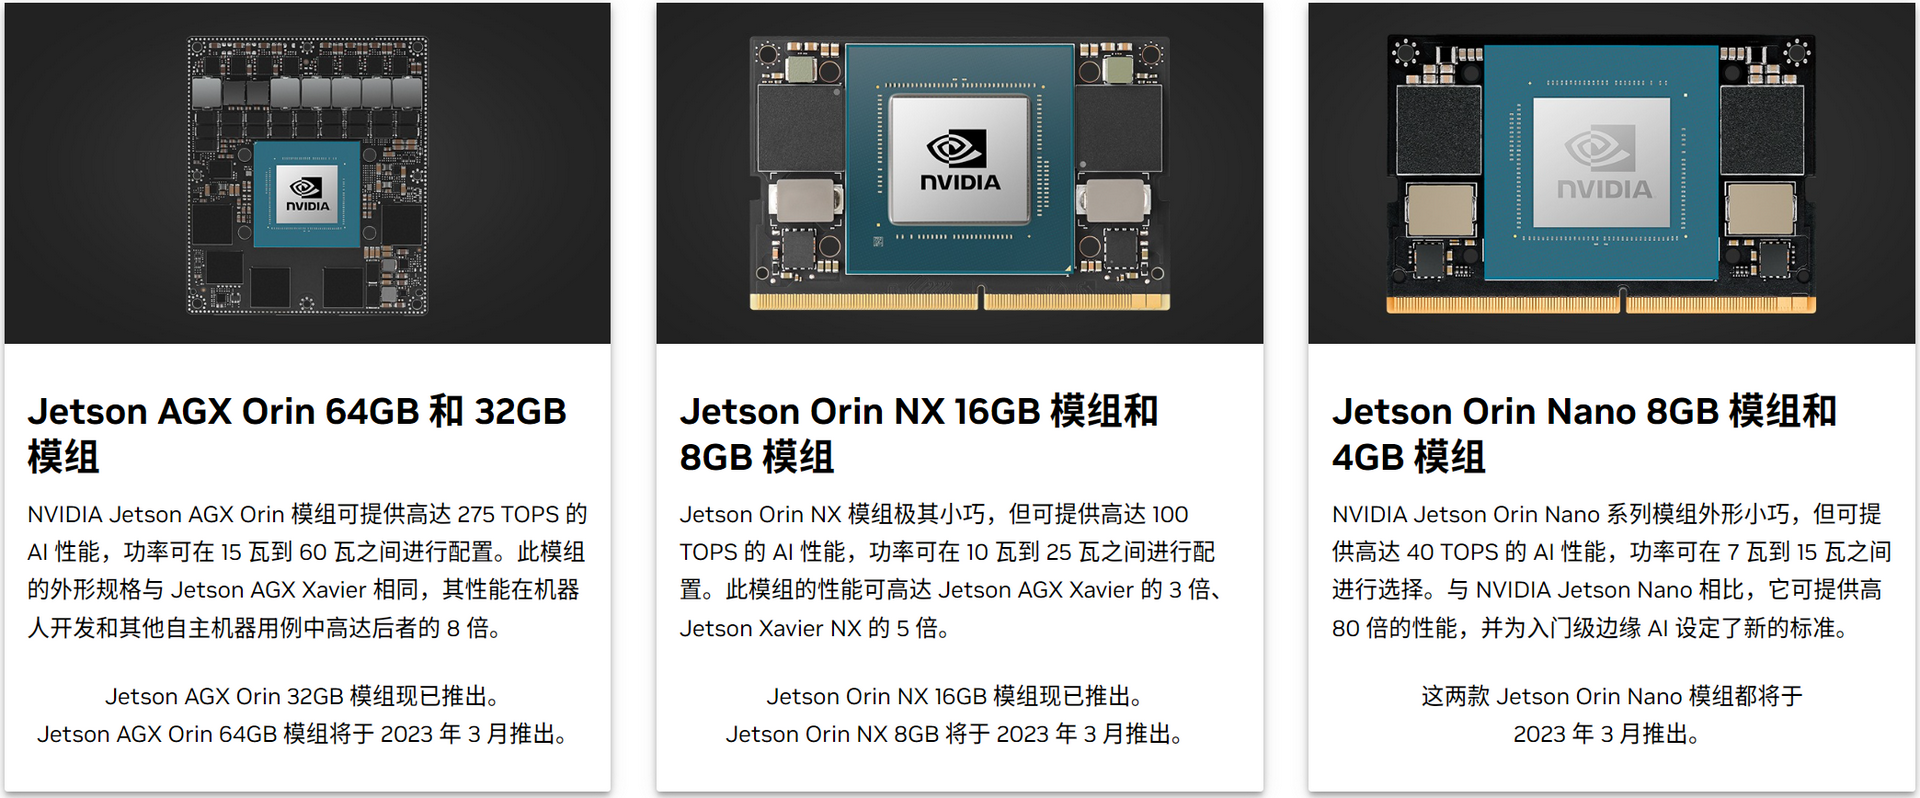 NVIDIA
Jetson AGX Orin 64GB 和 32GB
模组
NVIDIA Jetson AGX Orin 模组可提供高达 275 TOPS 的
AI 性能，功率可在 15 瓦到 60 瓦之间进行配置。此模组
的外形规格与 Jetson AGX Xavier 相同，其性能在机器
人开发和其他自主机器用例中高达后者的 8 倍。
Jetson AGX Orin 32GB 模组现已推出。
Jetson AGX Orin 64GB 模组将于 2023 年 3 月推出。
NVIDIA
Jetson Orin NX 16GB 模组和
8GB 模组
Jetson Orin NX 模组极其小巧，但可提供高达 100
TOPS 的 AI 性能，功率可在 10 瓦到 25 瓦之间进行配
置。此模组的性能可高达 Jetson AGX Xavier 的 3 倍、
Jetson Xavier NX 的 5 倍。
Jetson Orin NX 16GB 模组现已推出。
Jetson Orin NX 8GB 将于 2023 年 3 月推出。
NVIDIA
Jetson Orin Nano 8GB 模组和
4GB 模组
NVIDIA Jetson Orin Nano 系列模组外形小巧，但可提
供高达 40 TOPS 的 AI 性能，功率可在 7 瓦到 15 瓦之间
进行选择。与 NVIDIA Jetson Nano 相比，它可提供高
80 倍的性能，并为入门级边缘 AI 设定了新的标准。
这两款 Jetson Orin Nano 模组都将于
2023 年 3 月推出。